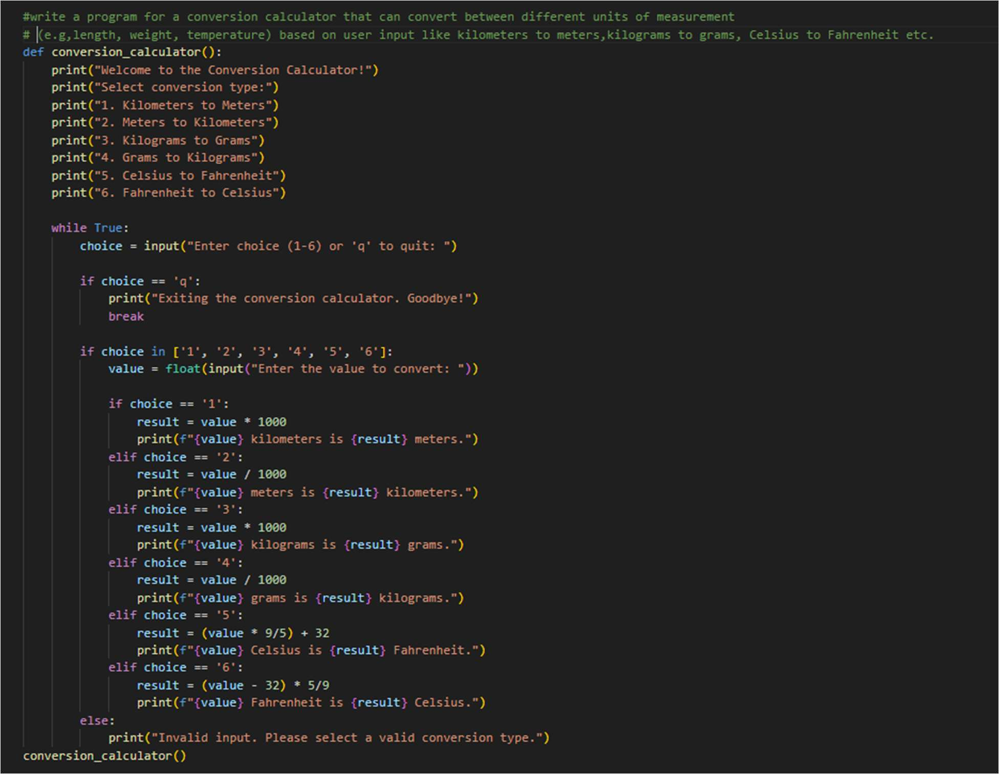 #write a program for a conversion calculator that can convert between different units of measurement
# (e.g,length, weight, temperature) based on user input like kilometers to meters,kilograms to grams, Celsius to Fahrenheit etc.
def conversion_calculator():
    print("Welcome to the Conversion Calculator!")
    print("Select conversion type:")
    print("1. Kilometers to Meters")
    print("2. Meters to Kilometers")
    print("3. Kilograms to Grams")
    print("4. Grams to Kilograms")
    print("5. Celsius to Fahrenheit")
    print("6. Fahrenheit to Celsius")
    while True:
        choice = input("Enter choice (1-6) or 'q' to quit: ")
        if choice == 'q':
            print("Exiting the conversion calculator. Goodbye!")
            break
        if choice in ['1', '2', '3', '4', '5', '6']:
            value = float(input("Enter the value to convert: "))
            if choice == '1':
                result = value * 1000
                print(f"{value} kilometers is {result} meters.")
            elif choice == '2':
                result = value / 1000
                print(f"{value} meters is {result} kilometers.")
            elif choice == '3':
                result = value * 1000
                print(f"{value} kilograms is {result} grams.")
            elif choice == '4':
                result = value / 1000
                print(f"{value} grams is {result} kilograms.")
            elif choice == '5':
                result = (value * 9/5) + 32
                print(f"{value} Celsius is {result} Fahrenheit.")
            elif choice == '6':
                result = (value - 32) * 5/9
                print(f"{value} Fahrenheit is {result} Celsius.")
        else:
            print("Invalid input. Please select a valid conversion type.")
conversion_calculator()